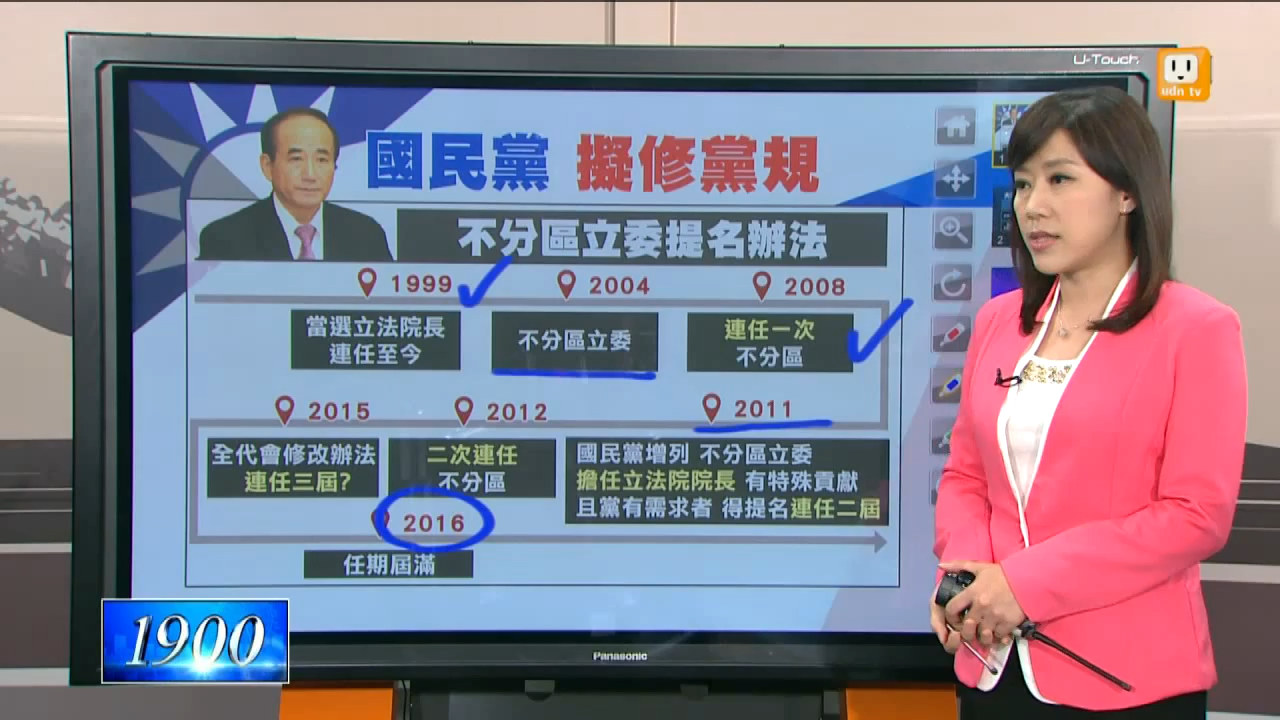 U-Touch
udn tv
國民黨 擬修黨規
不分區立委提名辦法
1999
2004
2008
當選立法院長
連任至今
不分區立委
連任一次
不分區
2015
2012
2011
全代會修改辦法
連任三屆?
二次連任
不分區
國民黨增列 不分區立委
擔任立法院院長 有特殊貢獻
且黨有需求者 得提名連任二屆
2016
任期屆滿
1900
Panasonic